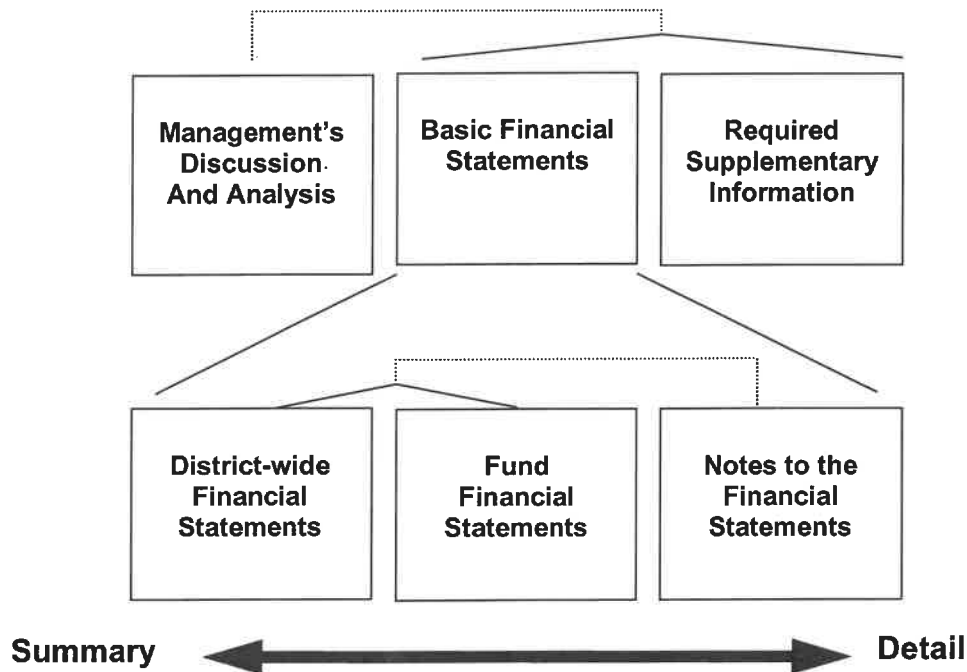 Management's
Discussion
And Analysis
Basic Financial
Statements
Required
Supplementary
Information
District-wide
Financial
Statements
Fund
Financial
Statements
Notes to the
Financial
Statements
Summary
Detail